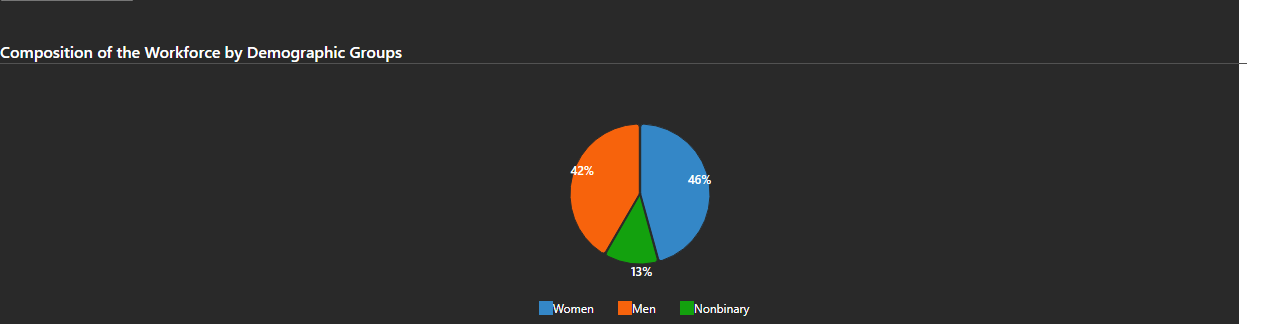 Composition of the Workforce by Demographic Groups
42%
46%
13%
Women Men Nonbinary